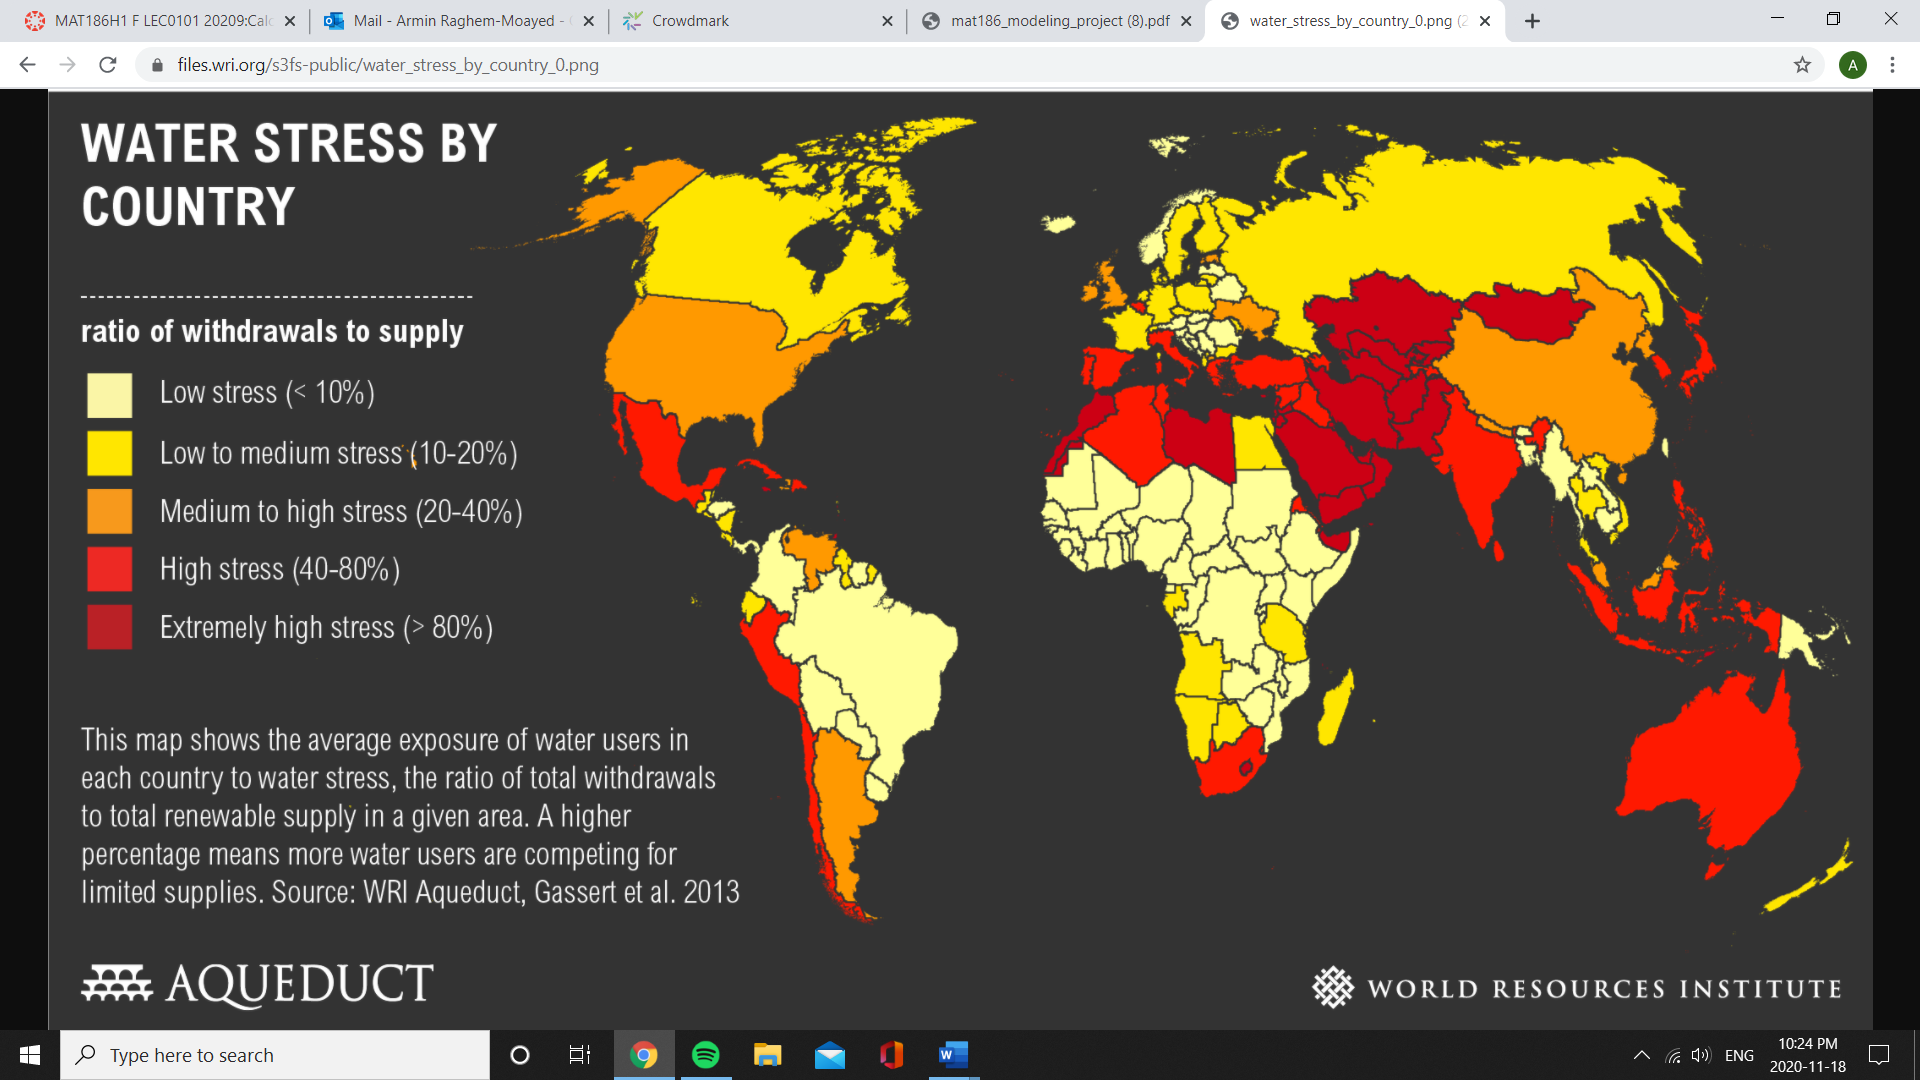 MAT186H1 F LEC0101 20209:Cal
Mail - Armin Raghem-Moayed -
Crowdmark
mat186_modeling_project (8).pdf
water_stress_by_country_0.png (2
files.wri.org/s3fs-public/water_stress_by_country_0.png
A
WATER STRESS BY
COUNTRY
ratio of withdrawals to supply
Low stress (< 10%)
Low to medium stress (10-20%)
Medium to high stress (20-40%)
High stress (40-80%)
Extremely high stress (> 80%)
This map shows the average exposure of water users in
each country to water stress, the ratio of total withdrawals
to total renewable supply in a given area. A higher
percentage means more water users are competing for
limited supplies. Source: WRI Aqueduct, Gassert et al. 2013
AQUEDUCT
WORLD RESOURCES INSTITUTE
Type here to search
ENG
10:24 PM
2020-11-18